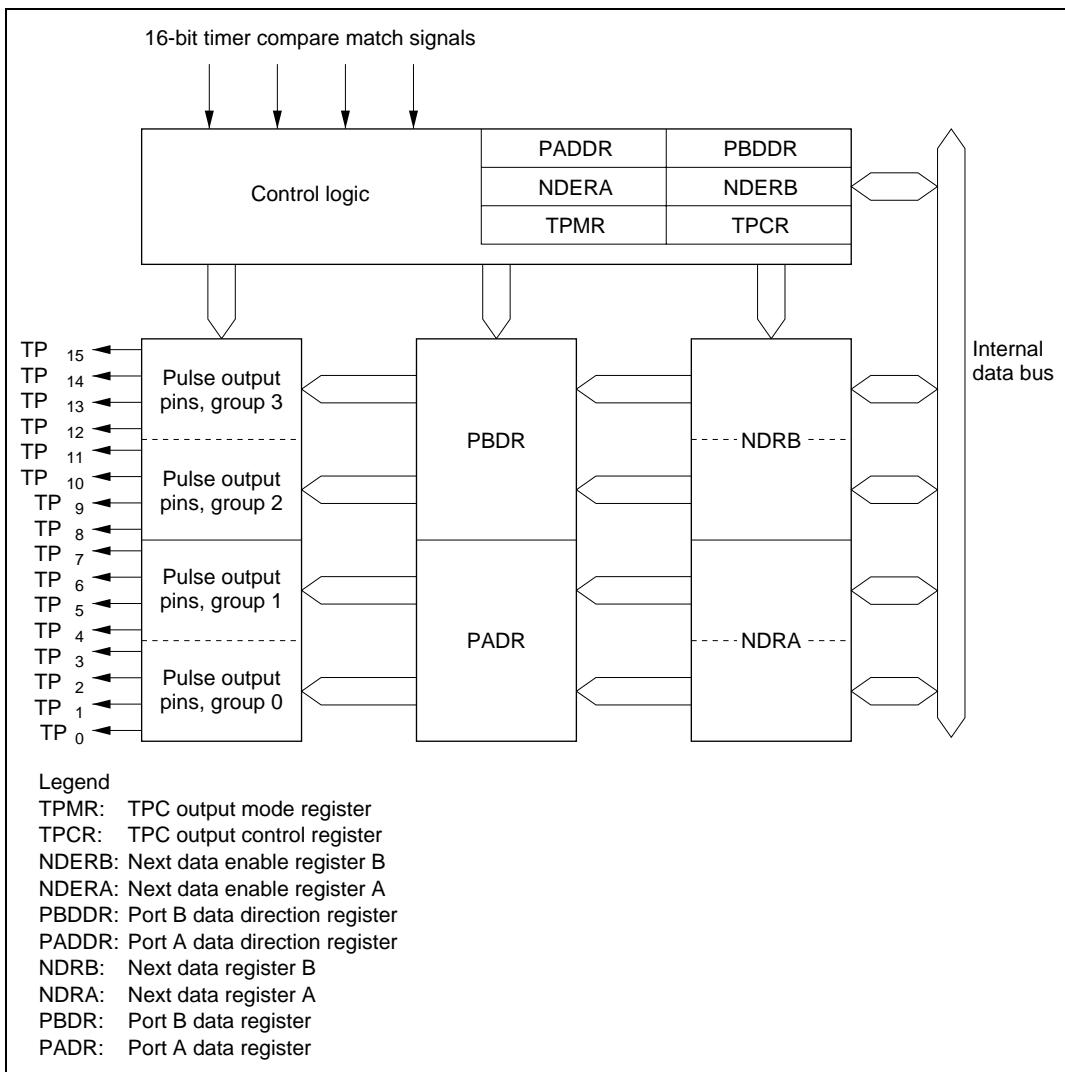 16-bit timer compare match signals
Control logic
PADDR PBDDR
NDERA NDERB
TPMR TPCR
Internal
data bus
TP 15
TP 14
TP 13
TP 12
TP 11
TP 10
TP 9
TP 8
TP 7
TP 6
TP 5
TP 4
TP 3
TP 2
TP 1
TP 0
Pulse output
pins, group 3
Pulse output
pins, group 2
Pulse output
pins, group 1
Pulse output
pins, group 0
PBDR
PADR
NDRB
NDRA
Legend
TPMR: TPC output mode register
TPCR: TPC output control register
NDERB: Next data enable register B
NDERA: Next data enable register A
PBDDR: Port B data direction register
PADDR: Port A data direction register
NDRB: Next data register B
NDRA: Next data register A
PBDR: Port B data register
PADR: Port A data register